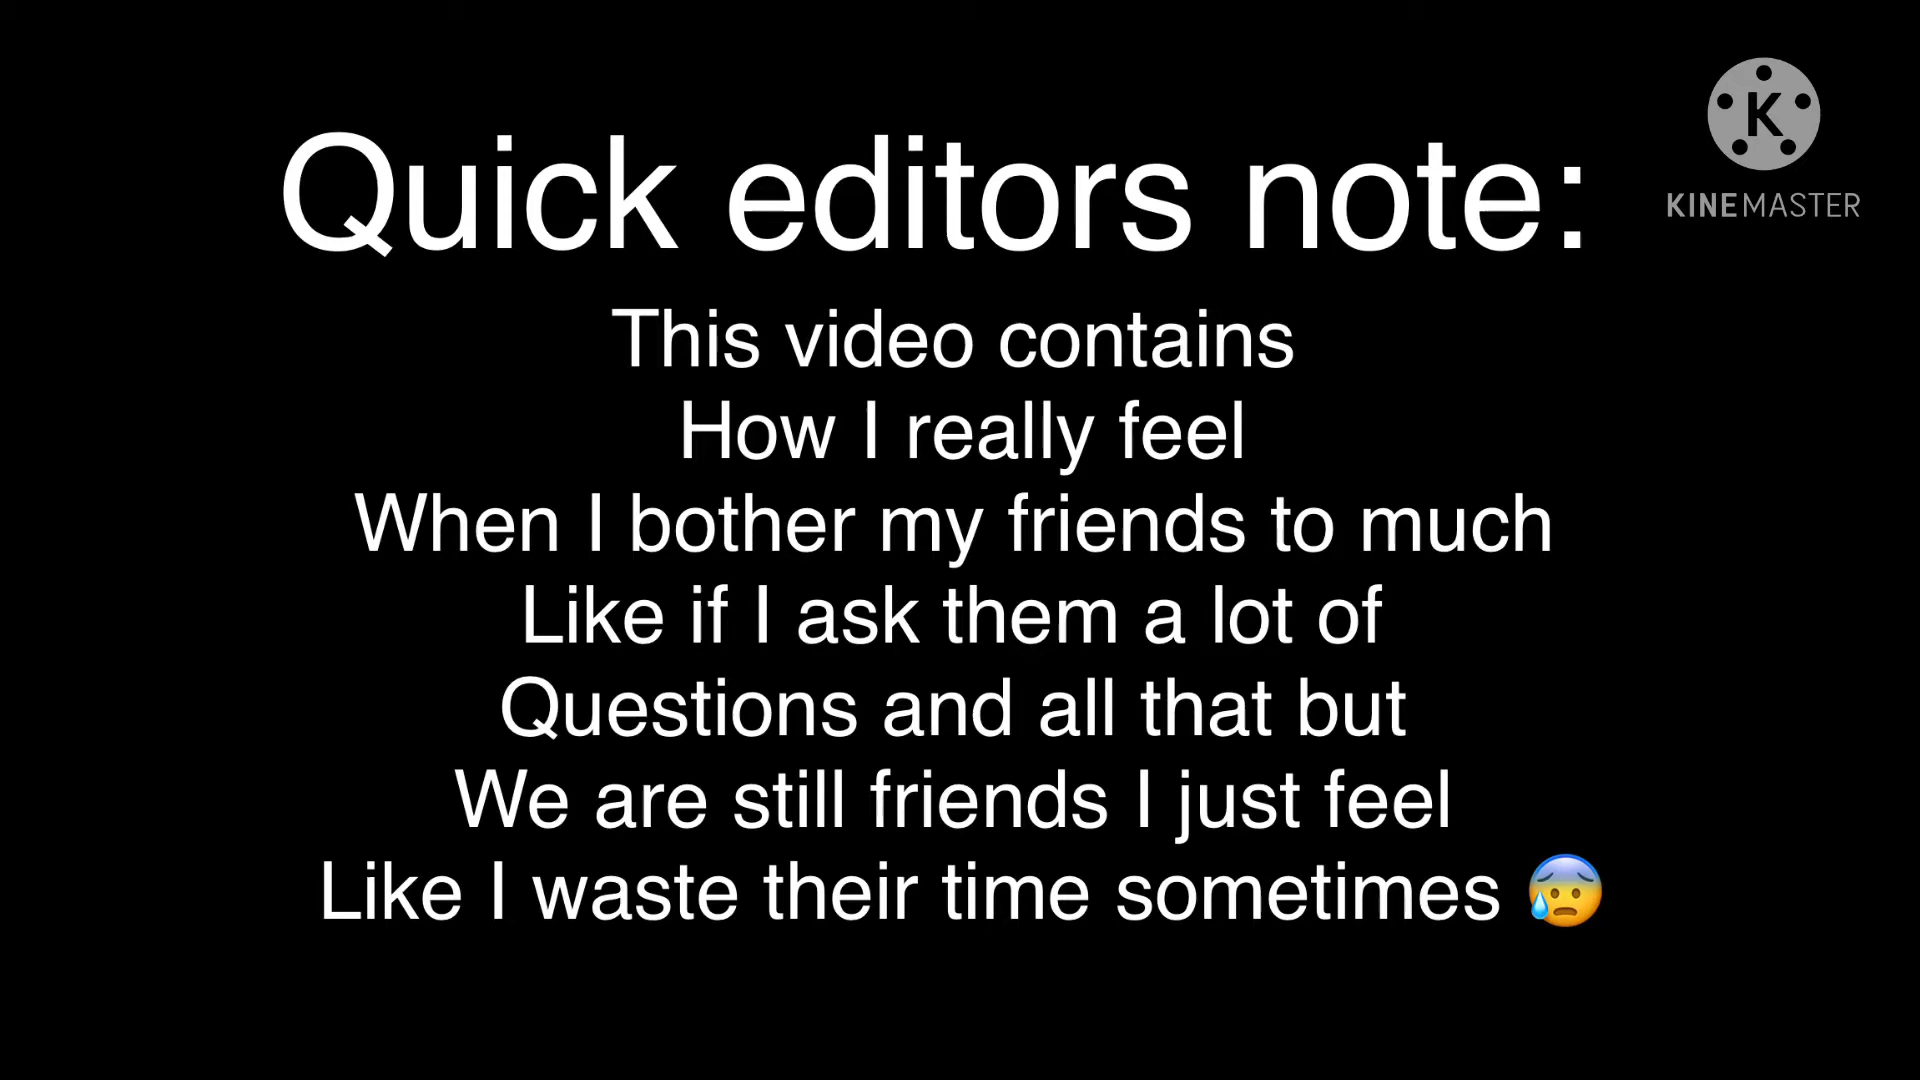 Quick editors note:
K
KINEMASTER
This video contains
How I really feel
When I bother my friends to much
Like if I ask them a lot of
Questions and all that but
We are still friends I just feel
Like I waste their time sometimes 😰